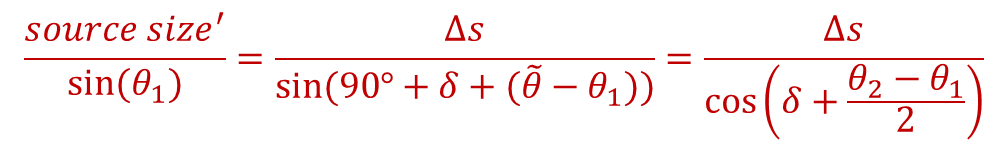 source size′ / sin(θ₁) = Δs / sin(90° + δ + (θ̃ − θ₁)) = Δs / cos(δ + (θ₂ − θ₁)/2)